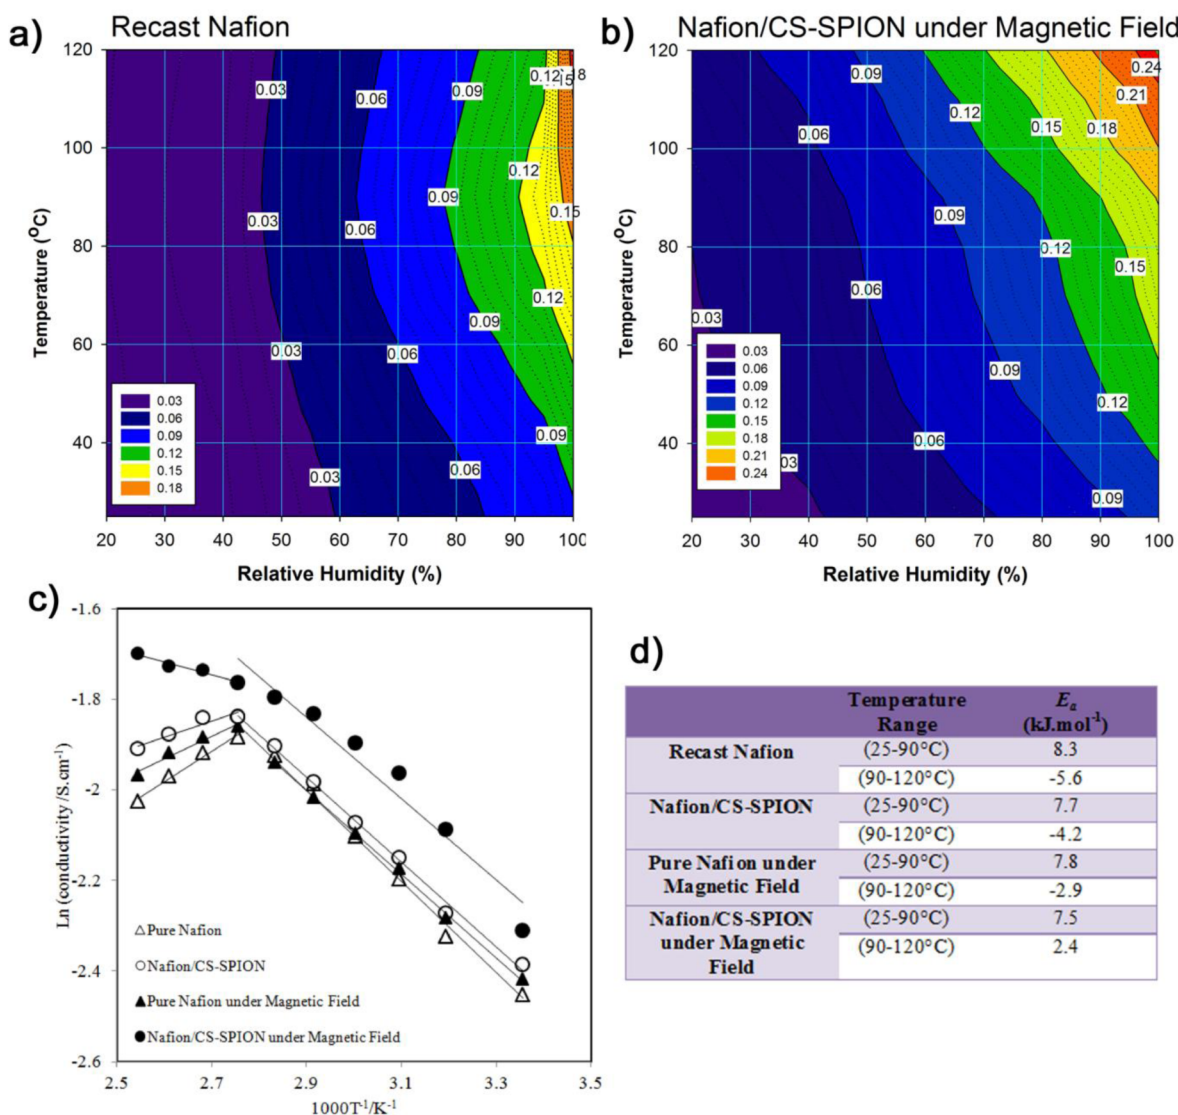 a) Recast Nafion
120
100
80
60
40
Temperature (°C)
0.03
0.06
0.09
0.12
0.15
0.18
0.03
0.06
0.09
0.12
0.15
0.03
0.06
0.09
0.12
0.03
0.06
0.09
0.03
0.06
0.09
0.12
0.15
0.18
20 30 40 50 60 70 80 90 100
Relative Humidity (%)
b) Nafion/CS-SPION under Magnetic Field
120
100
80
60
40
Temperature (°C)
0.09
0.24
0.21
0.06
0.12
0.15
0.18
0.09
0.12
0.15
0.03
0.06
0.09
0.12
0.06
0.09
0.03
0.06
0.09
0.12
0.15
0.18
0.21
0.24
20 30 40 50 60 70 80 90 100
Relative Humidity (%)
c)
-1.6
-1.8
-2
-2.2
-2.4
-2.6
Ln (conductivity /S.cm-1)
Pure Nafion
Nafion/CS-SPION
Pure Nafion under Magnetic Field
Nafion/CS-SPION under Magnetic Field
2.5 2.7 2.9 3.1 3.3 3.5
1000T-1/K-1
d)
Temperature Range Ea (kJ.mol-1)
Recast Nafion (25-90°C) 8.3
(90-120°C) -5.6
Nafion/CS-SPION (25-90°C) 7.7
(90-120°C) -4.2
Pure Nafion under Magnetic Field (25-90°C) 7.8
(90-120°C) -2.9
Nafion/CS-SPION under Magnetic Field (25-90°C) 7.5
(90-120°C) 2.4